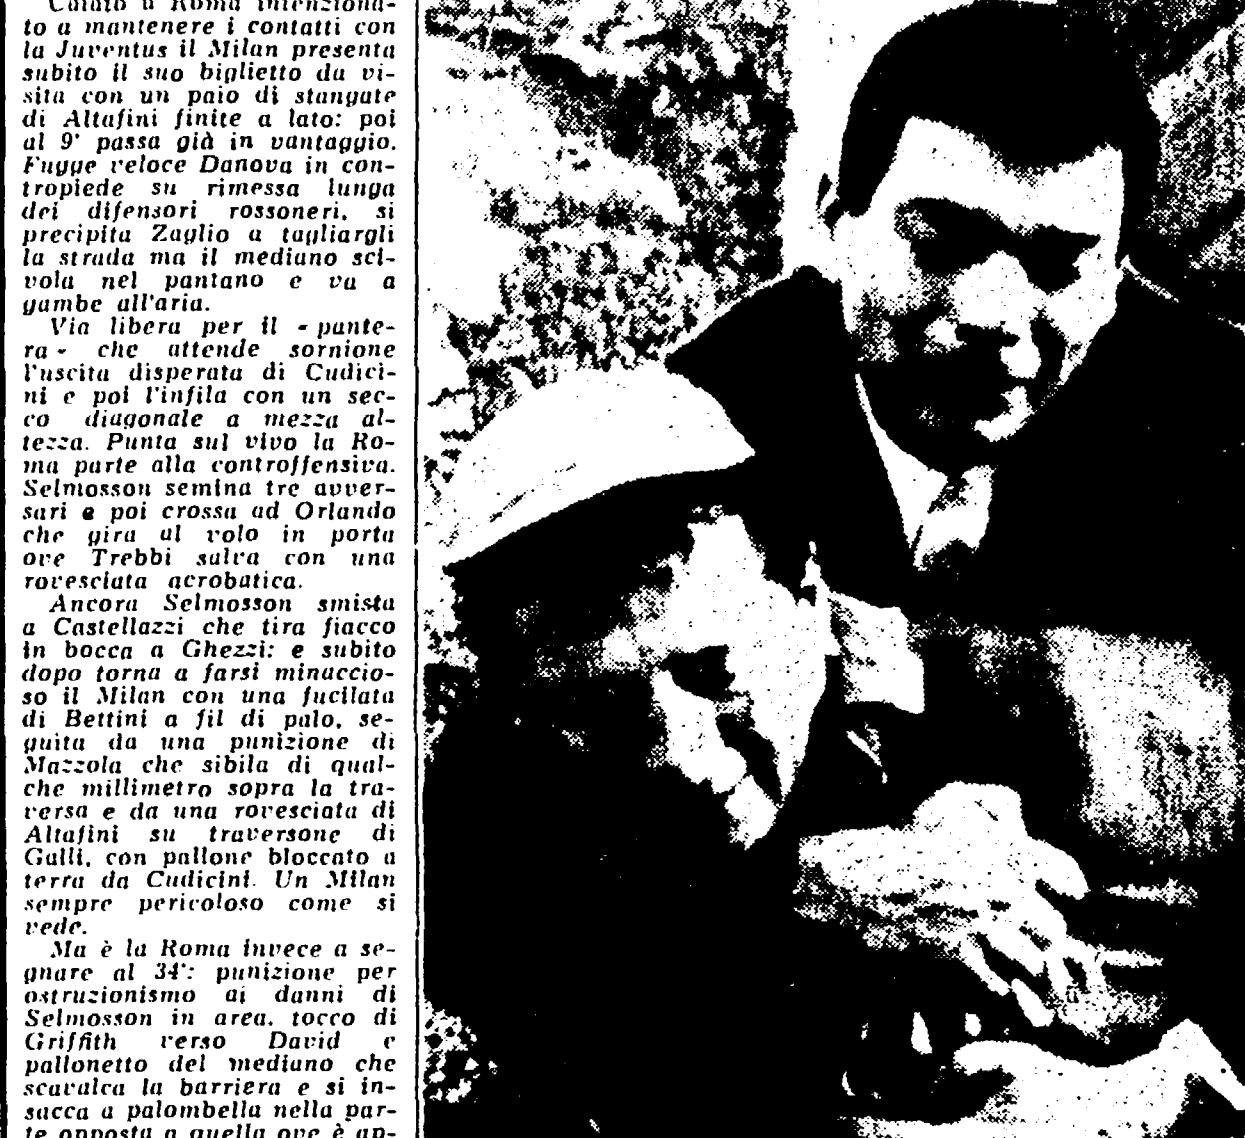 Calato a Roma intenziona-
to a mantenere i contatti con
la Juventus il Milan presenta
subito il suo biglietto da vi-
sita con un paio di stangate
di Altafini finite a lato: poi
al 9' passa già in vantaggio.
Fugge veloce Danova in con-
tropiede su rimessa lunga
dei difensori rossoneri, si
precipita Zaglio a tagliargli
la strada ma il mediano sci-
vola nel pantano e va a
gambe all'aria.
Via libera per il « pante-
ra » che attende sornione
l'uscita disperata di Cudici-
ni e poi l'infila con un sec-
co diagonale a mezza al-
tezza. Punta sul vivo la Ro-
ma parte alla controffensiva.
Selmosson semina tre avver-
sari e poi crossa ad Orlando
che gira al volo in porta
ove Trebbi salva con una
rovesciata acrobatica.
Ancora Selmosson smista
a Castellazzi che tira fiacco
in bocca a Ghezzi: e subito
dopo torna a farsi minaccio-
so il Milan con una fucilata
di Bettini a fil di palo, se-
guita da una punizione di
Mazzola che sibila di qual-
che millimetro sopra la tra-
versa e da una rovesciata di
Altafini su traversone di
Galli, con pallone bloccato a
terra da Cudicini. Un Milan
sempre pericoloso come si
vede.
Ma è la Roma invece a se-
gnare al 34': punizione per
ostruzionismo ai danni di
Selmosson in area, tocco di
Griffith verso David e
pallonetto del mediano che
scavalca la barriera e si in-
sacca a palombella nella par-
te opposta a quella ove è ap-